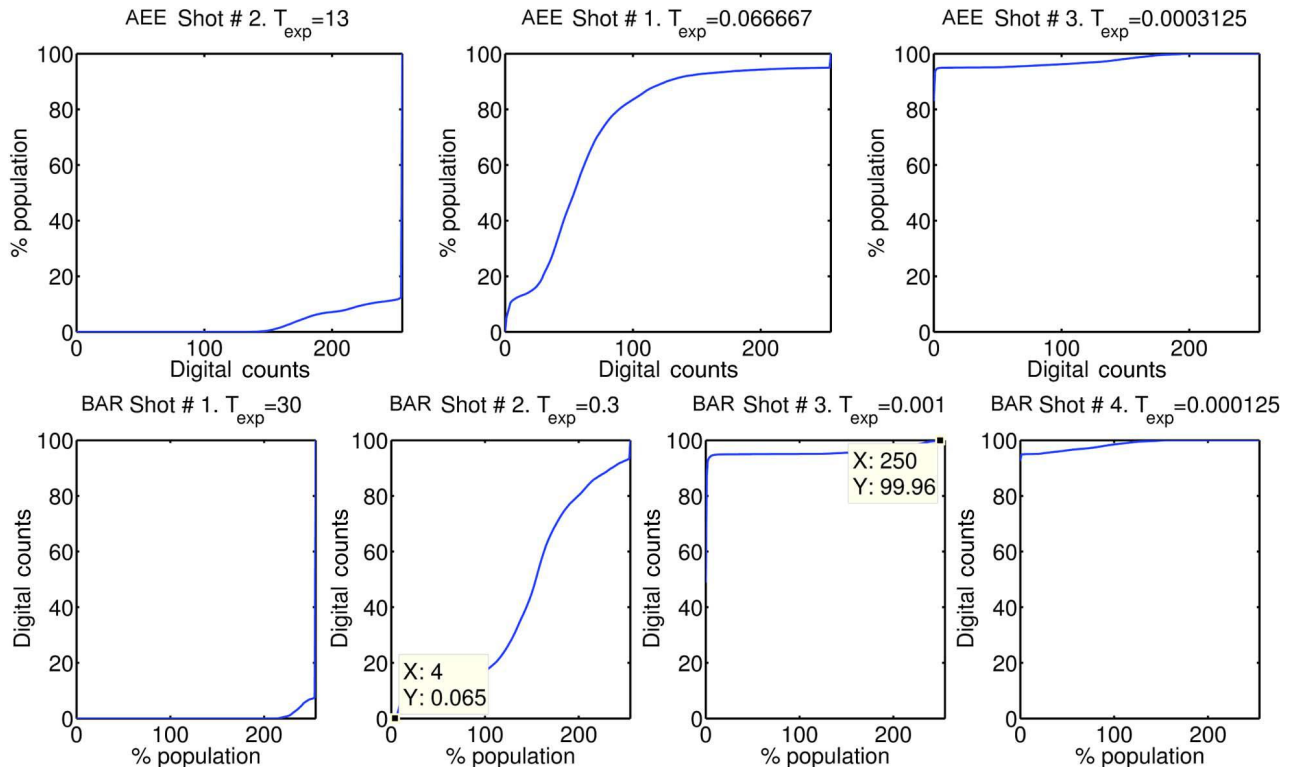 AEE Shot # 2. T_exp=13
100
80
60
40
20
0
% population
0 100 200
Digital counts
AEE Shot # 1. T_exp=0.066667
100
80
60
40
20
0
% population
0 100 200
Digital counts
AEE Shot # 3. T_exp=0.0003125
100
80
60
40
20
0
% population
0 100 200
Digital counts
BAR Shot # 1. T_exp=30
100
80
60
40
20
0
Digital counts
0 100 200
% population
BAR Shot # 2. T_exp=0.3
100
80
60
40
20
0
Digital counts
X: 4
Y: 0.065
0 100 200
% population
BAR Shot # 3. T_exp=0.001
100
80
60
40
20
0
Digital counts
X: 250
Y: 99.96
0 100 200
% population
BAR Shot # 4. T_exp=0.000125
100
80
60
40
20
0
Digital counts
0 100 200
% population